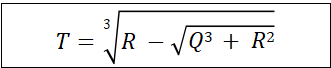 T = ∛(R − √(Q³ + R²))